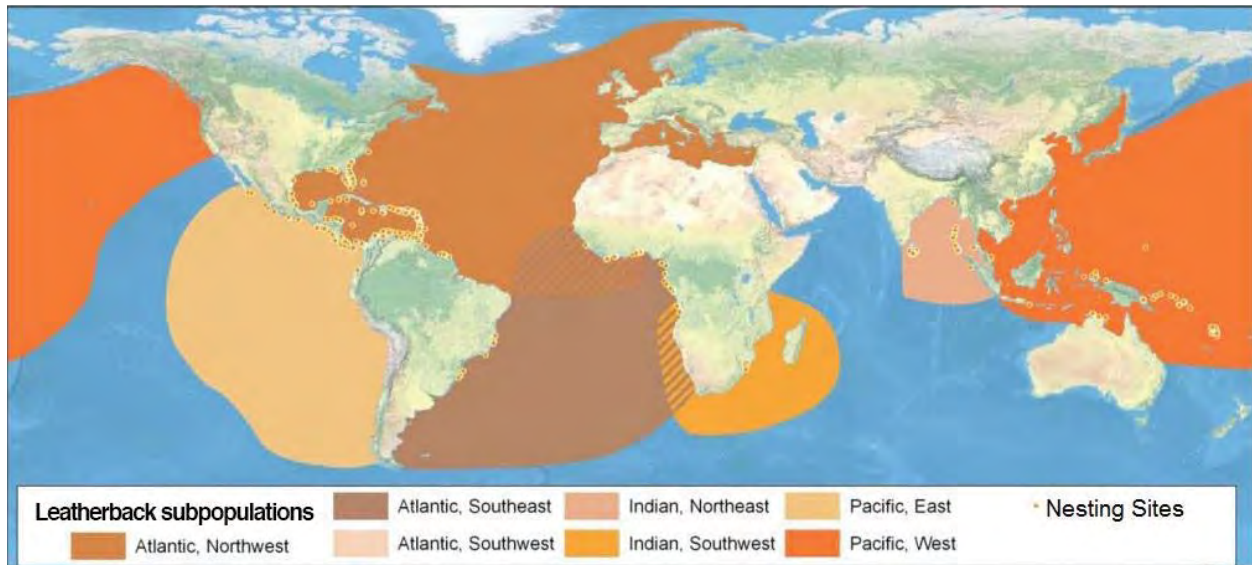 Leatherback subpopulations
Atlantic, Northwest
Atlantic, Southeast
Atlantic, Southwest
Indian, Northeast
Indian, Southwest
Pacific, East
Pacific, West
Nesting Sites